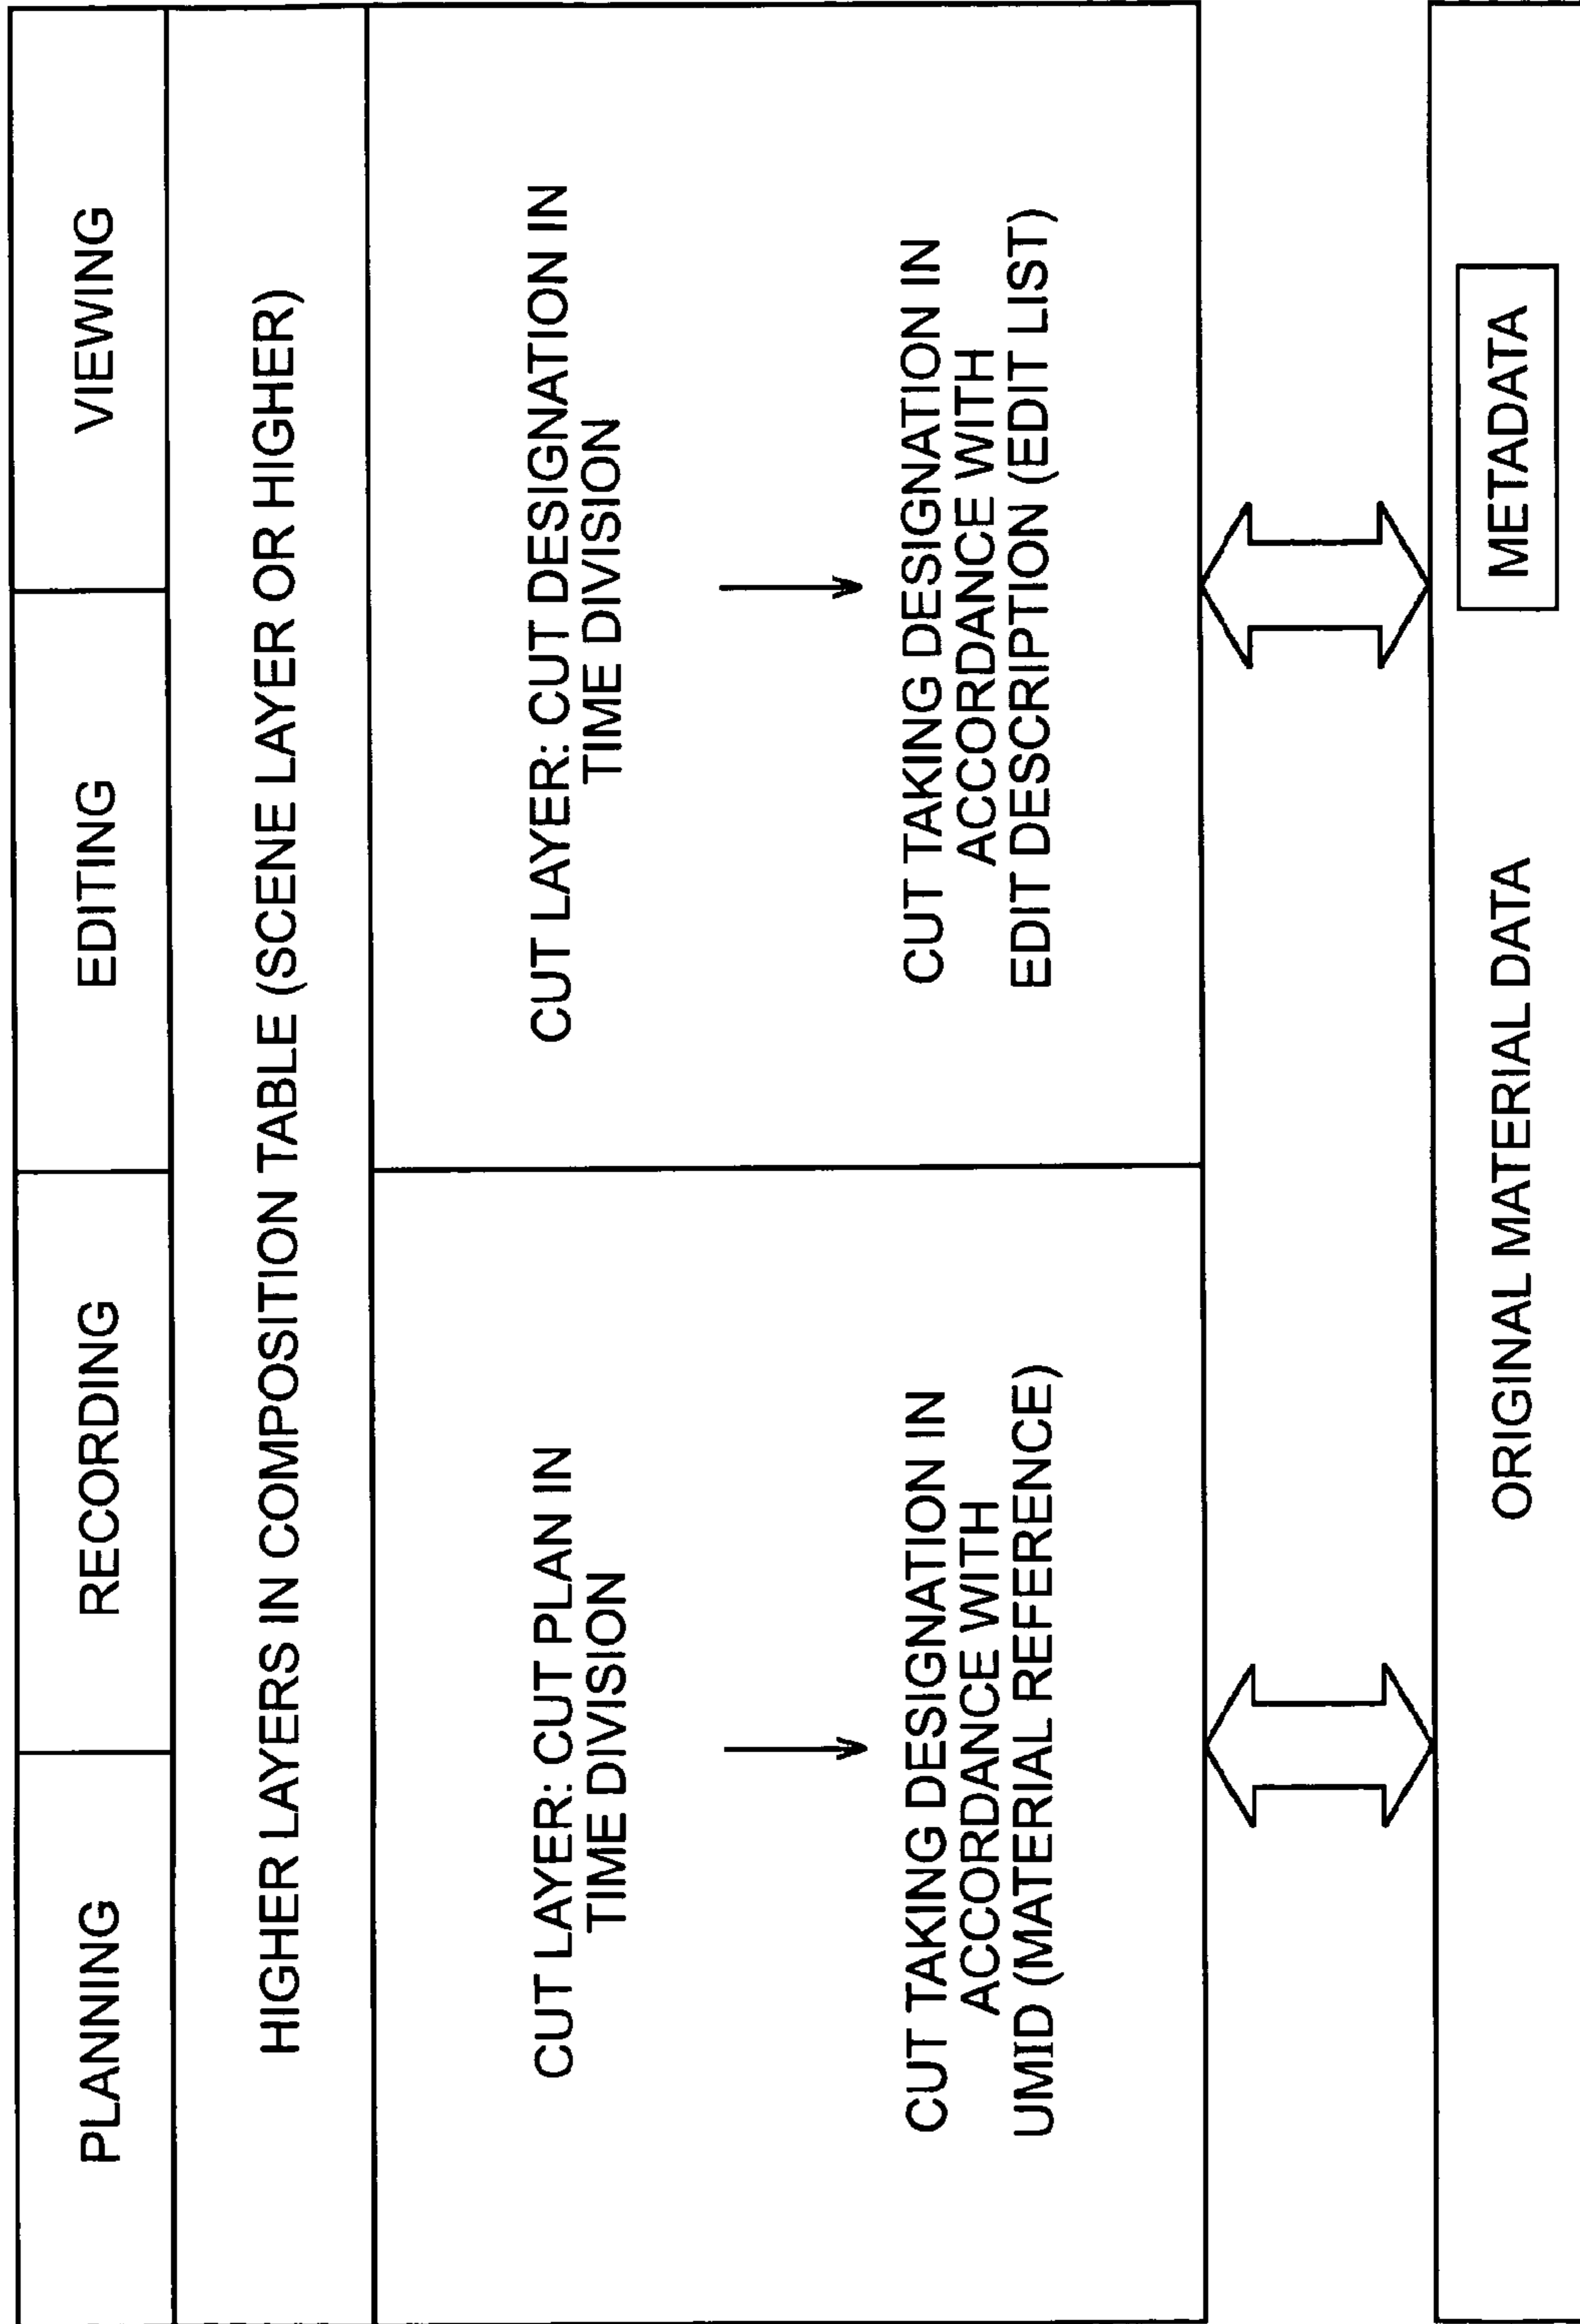 PLANNING
RECORDING
EDITING
VIEWING
HIGHER LAYERS IN COMPOSITION TABLE (SCENE LAYER OR HIGHER)
CUT LAYER: CUT PLAN IN
TIME DIVISION
CUT TAKING DESIGNATION IN
ACCORDANCE WITH
UMID (MATERIAL REFERENCE)
CUT LAYER: CUT DESIGNATION IN
TIME DIVISION
CUT TAKING DESIGNATION IN
ACCORDANCE WITH
EDIT DESCRIPTION (EDIT LIST)
ORIGINAL MATERIAL DATA
METADATA